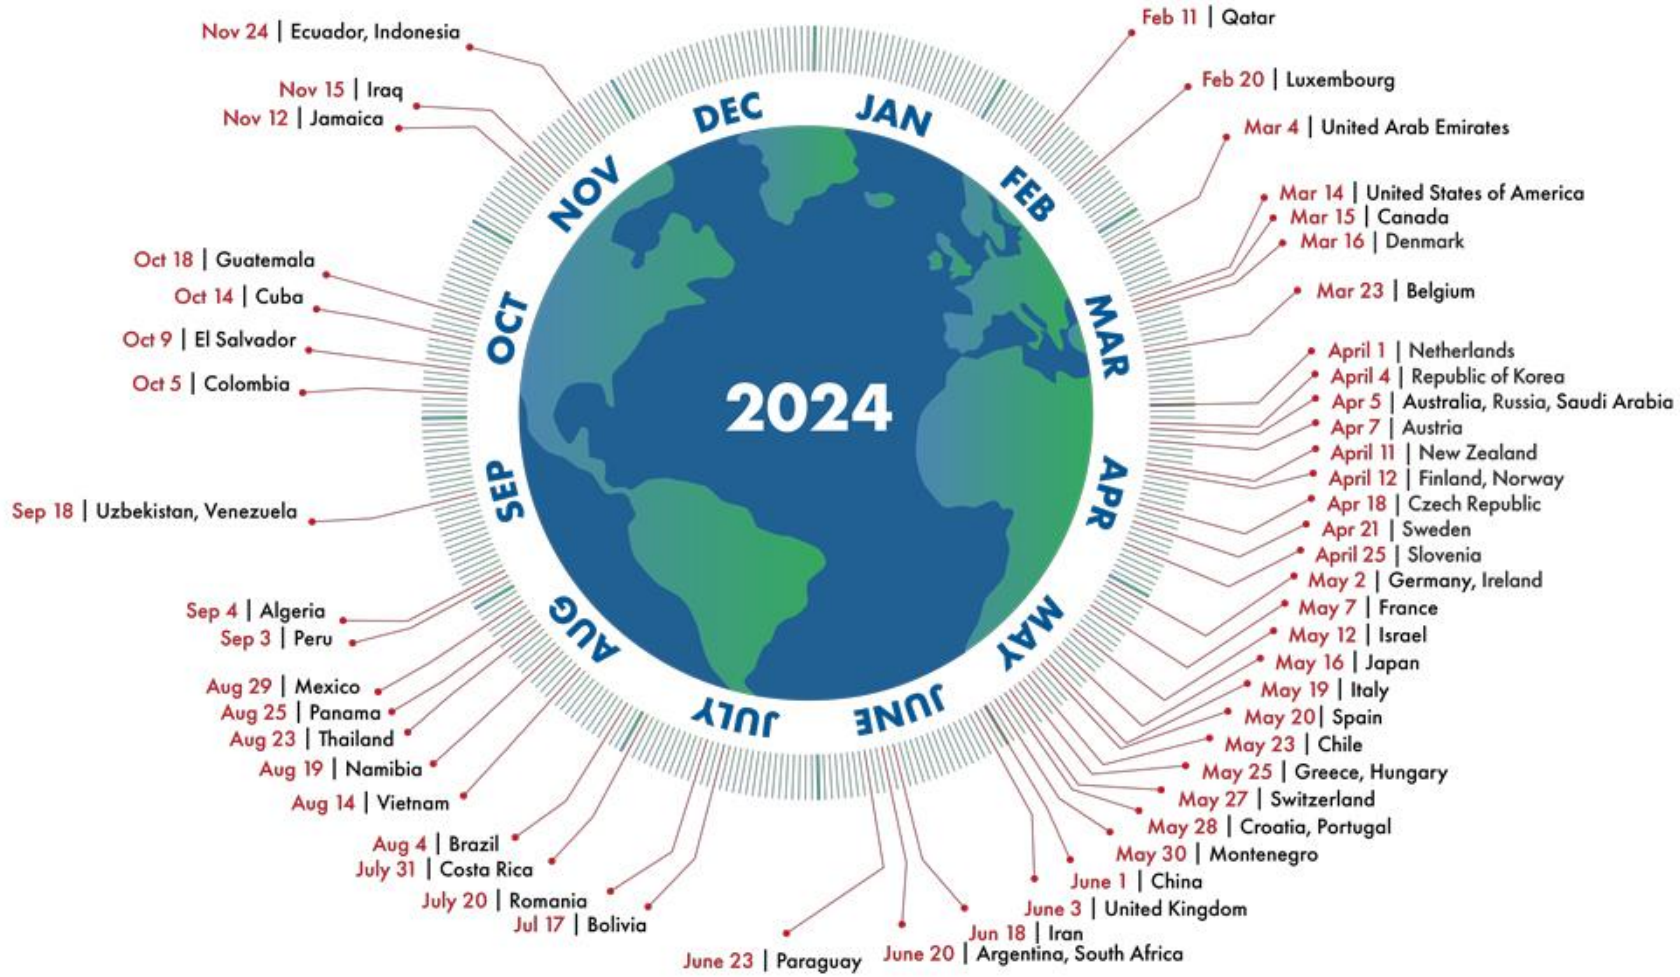 Feb 11 | Qatar
Feb 20 | Luxembourg
Mar 4 | United Arab Emirates
Mar 14 | United States of America
Mar 15 | Canada
Mar 16 | Denmark
Mar 23 | Belgium
April 1 | Netherlands
April 4 | Republic of Korea
Apr 5 | Australia, Russia, Saudi Arabia
Apr 7 | Austria
April 11 | New Zealand
April 12 | Finland, Norway
Apr 18 | Czech Republic
Apr 21 | Sweden
April 25 | Slovenia
May 2 | Germany, Ireland
May 7 | France
May 12 | Israel
May 16 | Japan
May 19 | Italy
May 20| Spain
May 23 | Chile
May 25 | Greece, Hungary
May 27 | Switzerland
May 28 | Croatia, Portugal
May 30 | Montenegro
June 1 | China
June 3 | United Kingdom
Jun 18 | Iran
June 20 | Argentina, South Africa
June 23 | Paraguay
Jul 17 | Bolivia
July 20 | Romania
July 31 | Costa Rica
Aug 4 | Brazil
Aug 14 | Vietnam
Aug 19 | Namibia
Aug 23 | Thailand
Aug 25 | Panama
Aug 29 | Mexico
Sep 3 | Peru
Sep 4 | Algeria
Sep 18 | Uzbekistan, Venezuela
Oct 5 | Colombia
Oct 9 | El Salvador
Oct 14 | Cuba
Oct 18 | Guatemala
Nov 12 | Jamaica
Nov 15 | Iraq
Nov 24 | Ecuador, Indonesia
JAN
FEB
MAR
APR
MAY
JUNE
JULY
AUG
SEP
OCT
NOV
DEC
2024